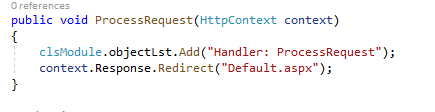 0 references
public void ProcessRequest(HttpContext context)
{
clsModule.objectLst.Add("Handler: ProcessRequest");
context.Response.Redirect("Default.aspx");
}